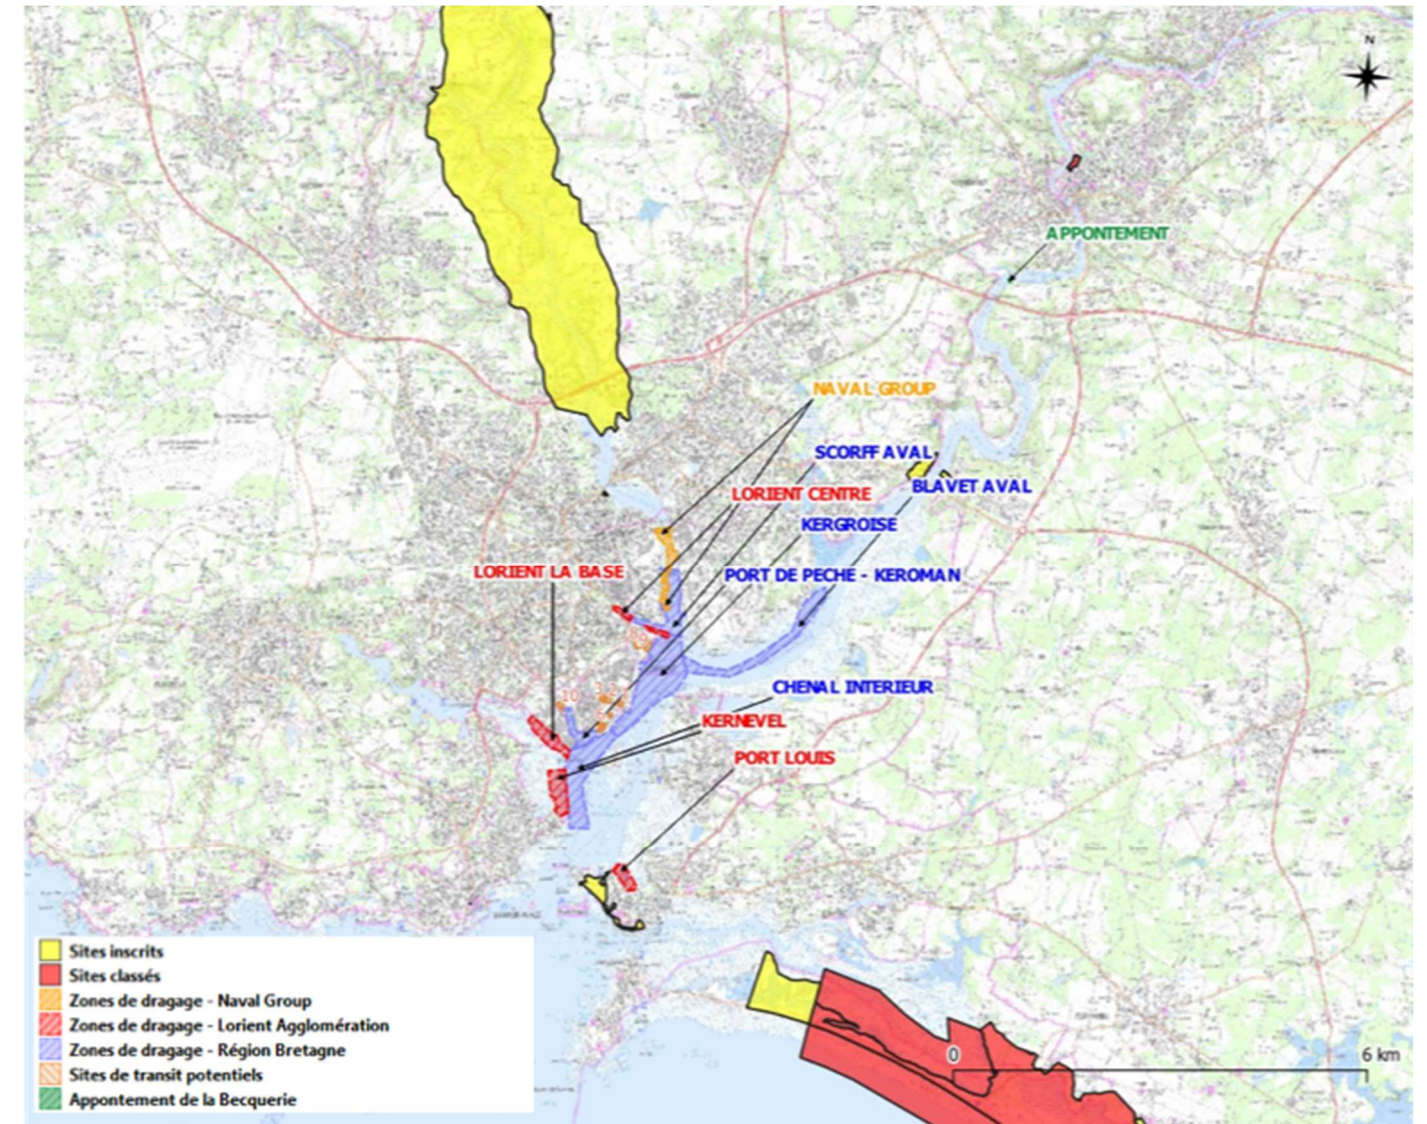 N
APPONTEMENT
NAVAL GROUP
SCORFF AVAL
BLAVET AVAL
LORIENT CENTRE
KERGROISE
LORIENT LA BASE
PORT DE PECHE - KEROMAN
CHENAL INTERIEUR
KERNEVEL
PORT LOUIS
10
Sites inscrits
Sites classés
Zones de dragage - Naval Group
Zones de dragage - Lorient Agglomération
Zones de dragage - Région Bretagne
Sites de transit potentiels
Appontement de la Becquerie
0
6 km